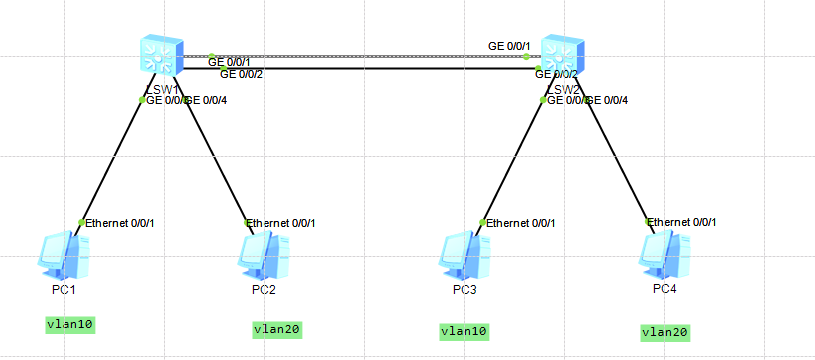 GE 0/0/1
GE 0/0/1
GE 0/0/2
GE 0/0/2
LSW1
LSW2
GE 0/0/3
GE 0/0/4
GE 0/0/3
GE 0/0/4
Ethernet 0/0/1
Ethernet 0/0/1
Ethernet 0/0/1
Ethernet 0/0/1
PC1
PC2
PC3
PC4
vlan10
vlan20
vlan10
vlan20